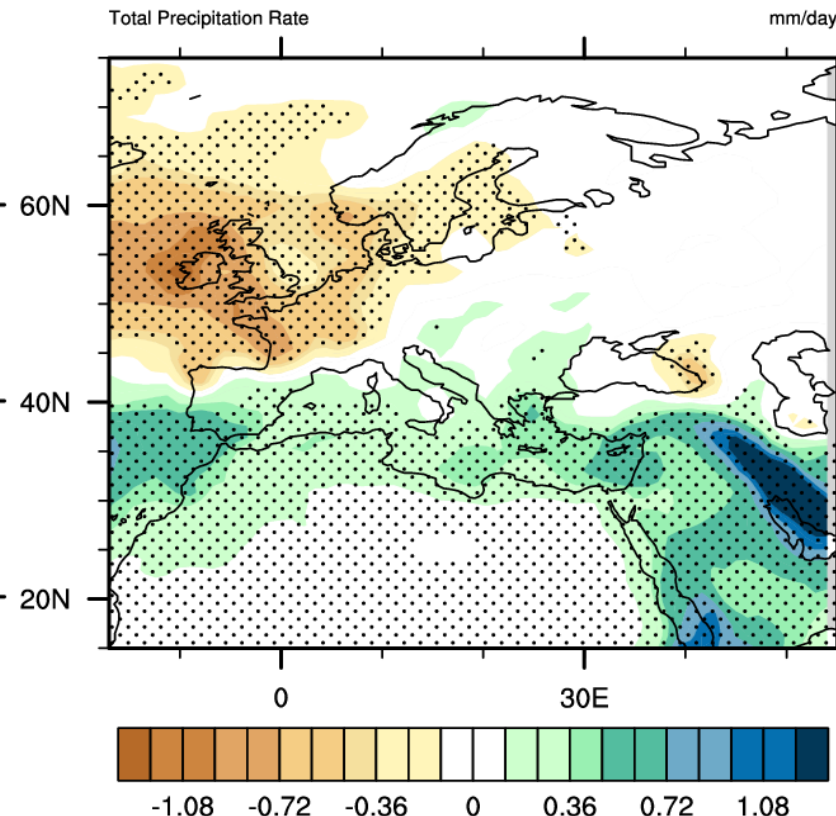 Total Precipitation Rate mm/day
60N
40N
20N
0 30E
-1.08 -0.72 -0.36 0 0.36 0.72 1.08